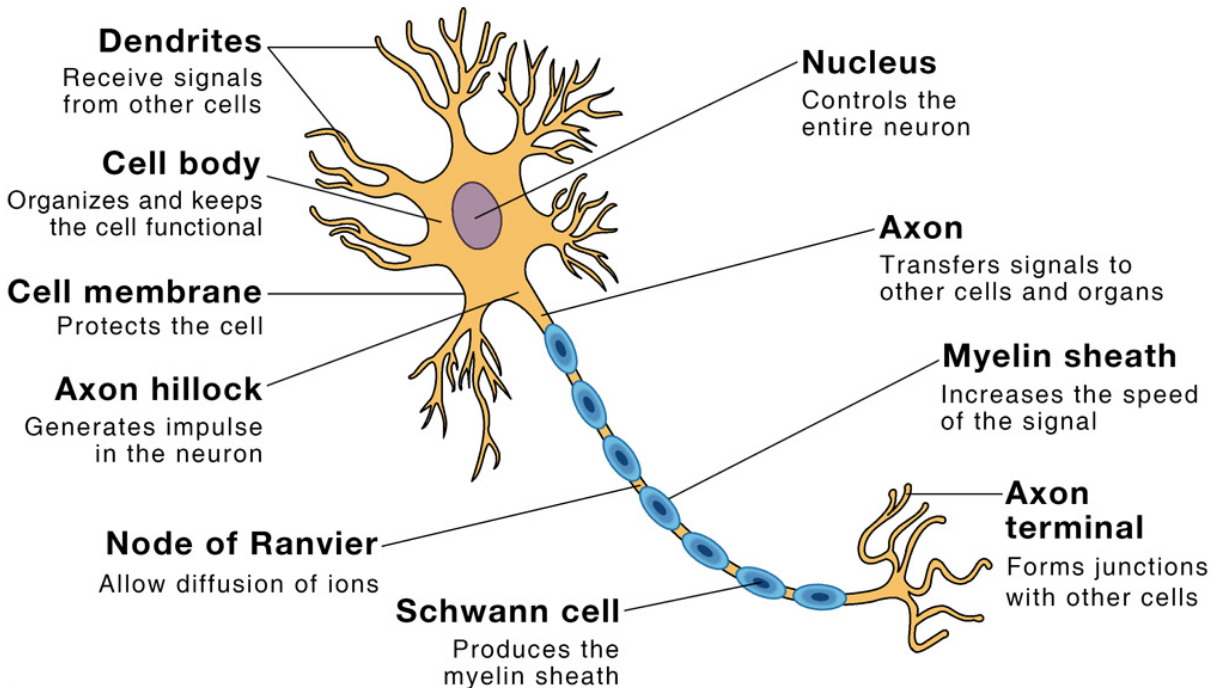 Dendrites
Receive signals
from other cells
Cell body
Organizes and keeps
the cell functional
Cell membrane
Protects the cell
Axon hillock
Generates impulse
in the neuron
Node of Ranvier
Allow diffusion of ions
Schwann cell
Produces the
myelin sheath
Nucleus
Controls the
entire neuron
Axon
Transfers signals to
other cells and organs
Myelin sheath
Increases the speed
of the signal
Axon
terminal
Forms junctions
with other cells